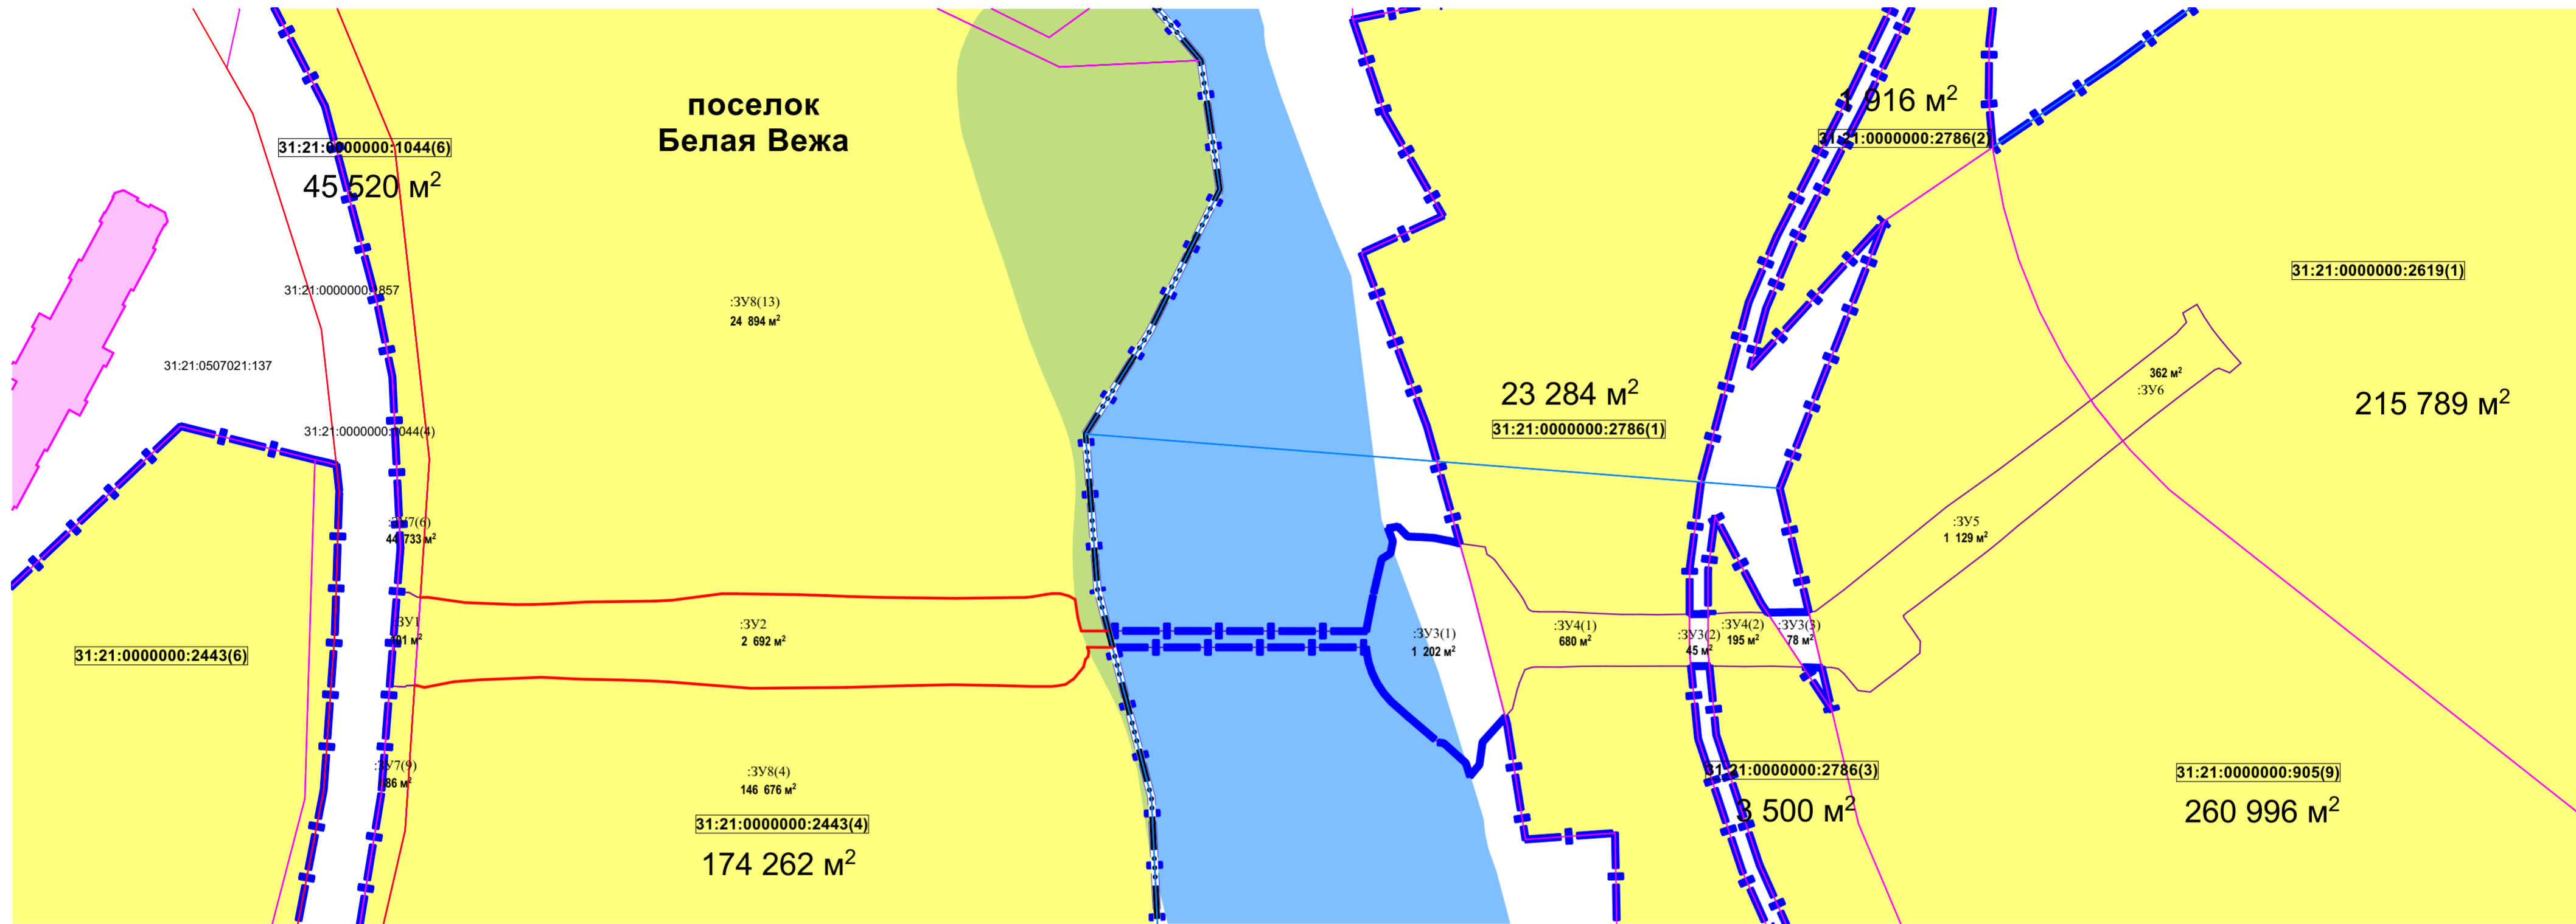 поселок
Белая Вежа
31:21:0000000:1044(6)
45 520 м²
31:21:0000000:2857
31:21:0507021:137
31:21:0000000:1044(4)
:ЗУ7(6)
44 733 м²
:ЗУ1
м²
31:21:0000000:2443(6)
:ЗУ7(9)
м²
:ЗУ8(13)
24 894 м²
:ЗУ2
2 692 м²
:ЗУ8(4)
146 676 м²
31:21:0000000:2443(4)
174 262 м²
1 916 м²
31:21:0000000:2786(2)
31:21:0000000:2619(1)
362 м²
:ЗУ6
215 789 м²
23 284 м²
31:21:0000000:2786(1)
:ЗУ5
1 129 м²
:ЗУ3(1)
1 202 м²
:ЗУ4(1)
680 м²
:ЗУ3(2)
45 м²
:ЗУ4(2)
195 м²
:ЗУ3(3)
78 м²
31:21:0000000:2786(3)
3 500 м²
31:21:0000000:905(9)
260 996 м²